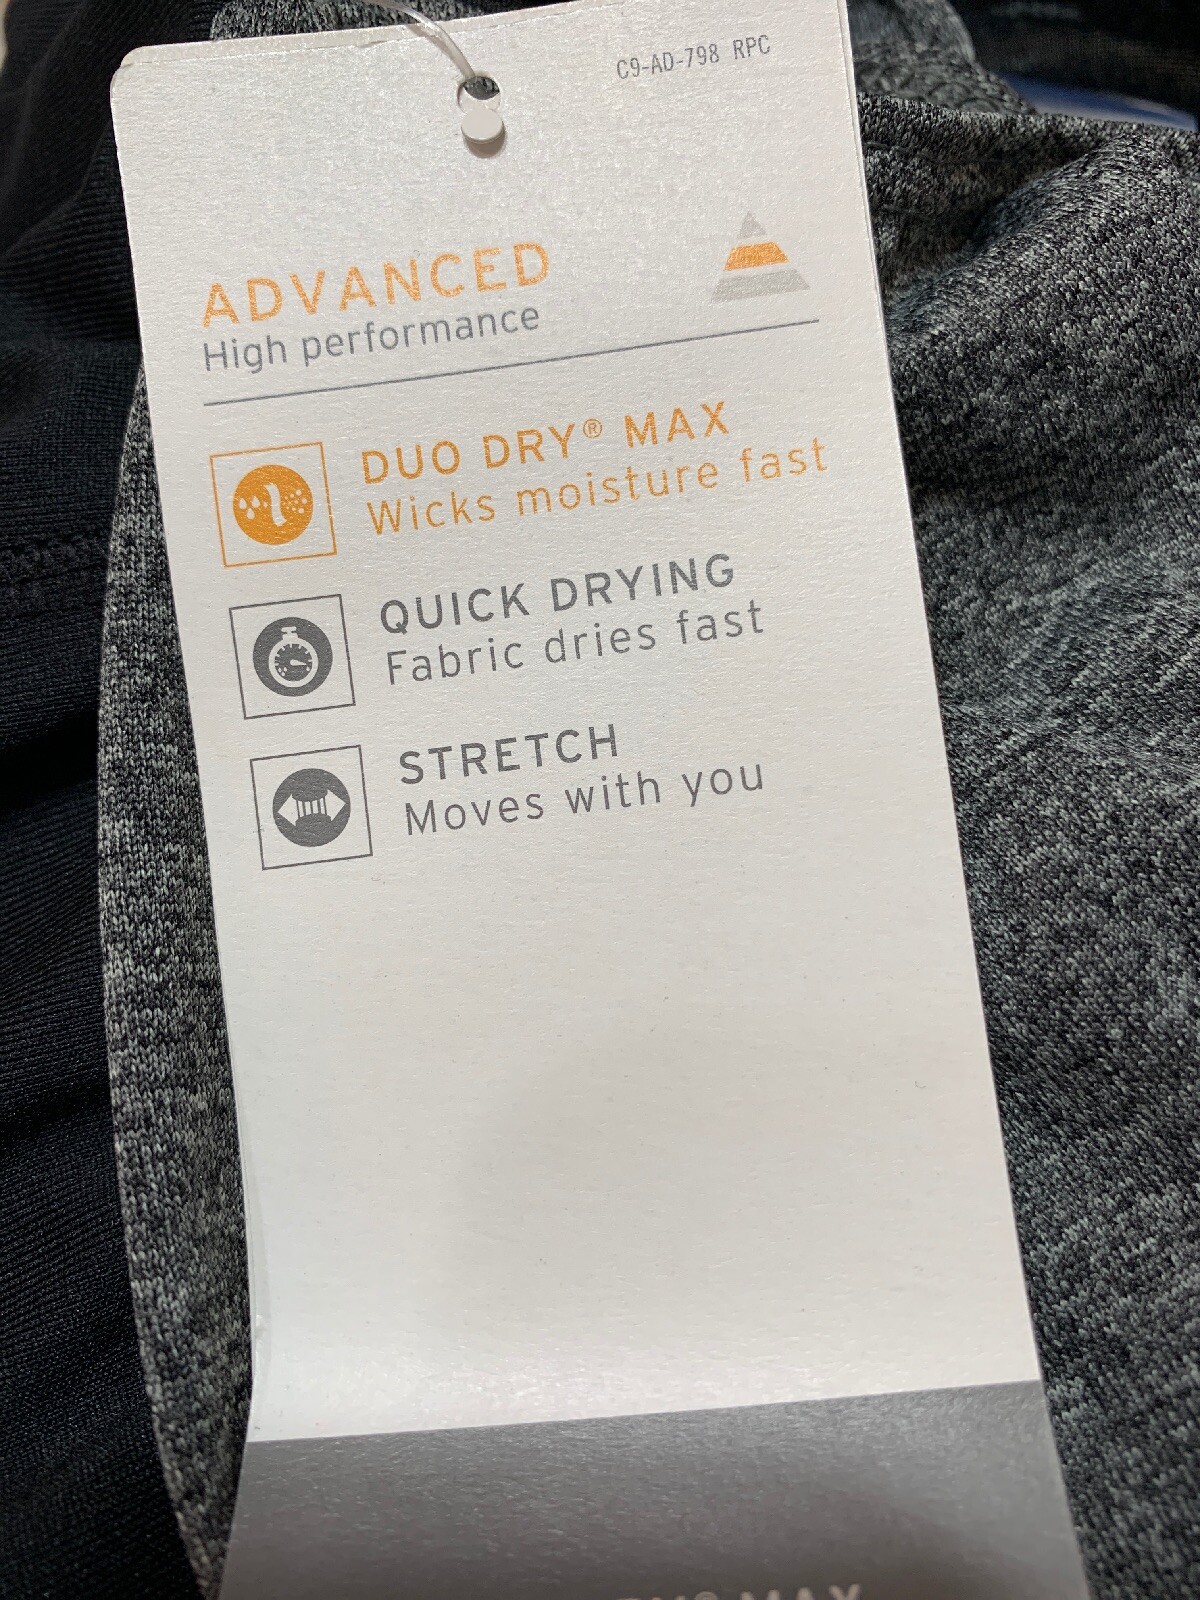 C9-AD-798 RPC
ADVANCED
High performance
DUO DRY® MAX
Wicks moisture fast
QUICK DRYING
Fabric dries fast
STRETCH
Moves with you
MAX